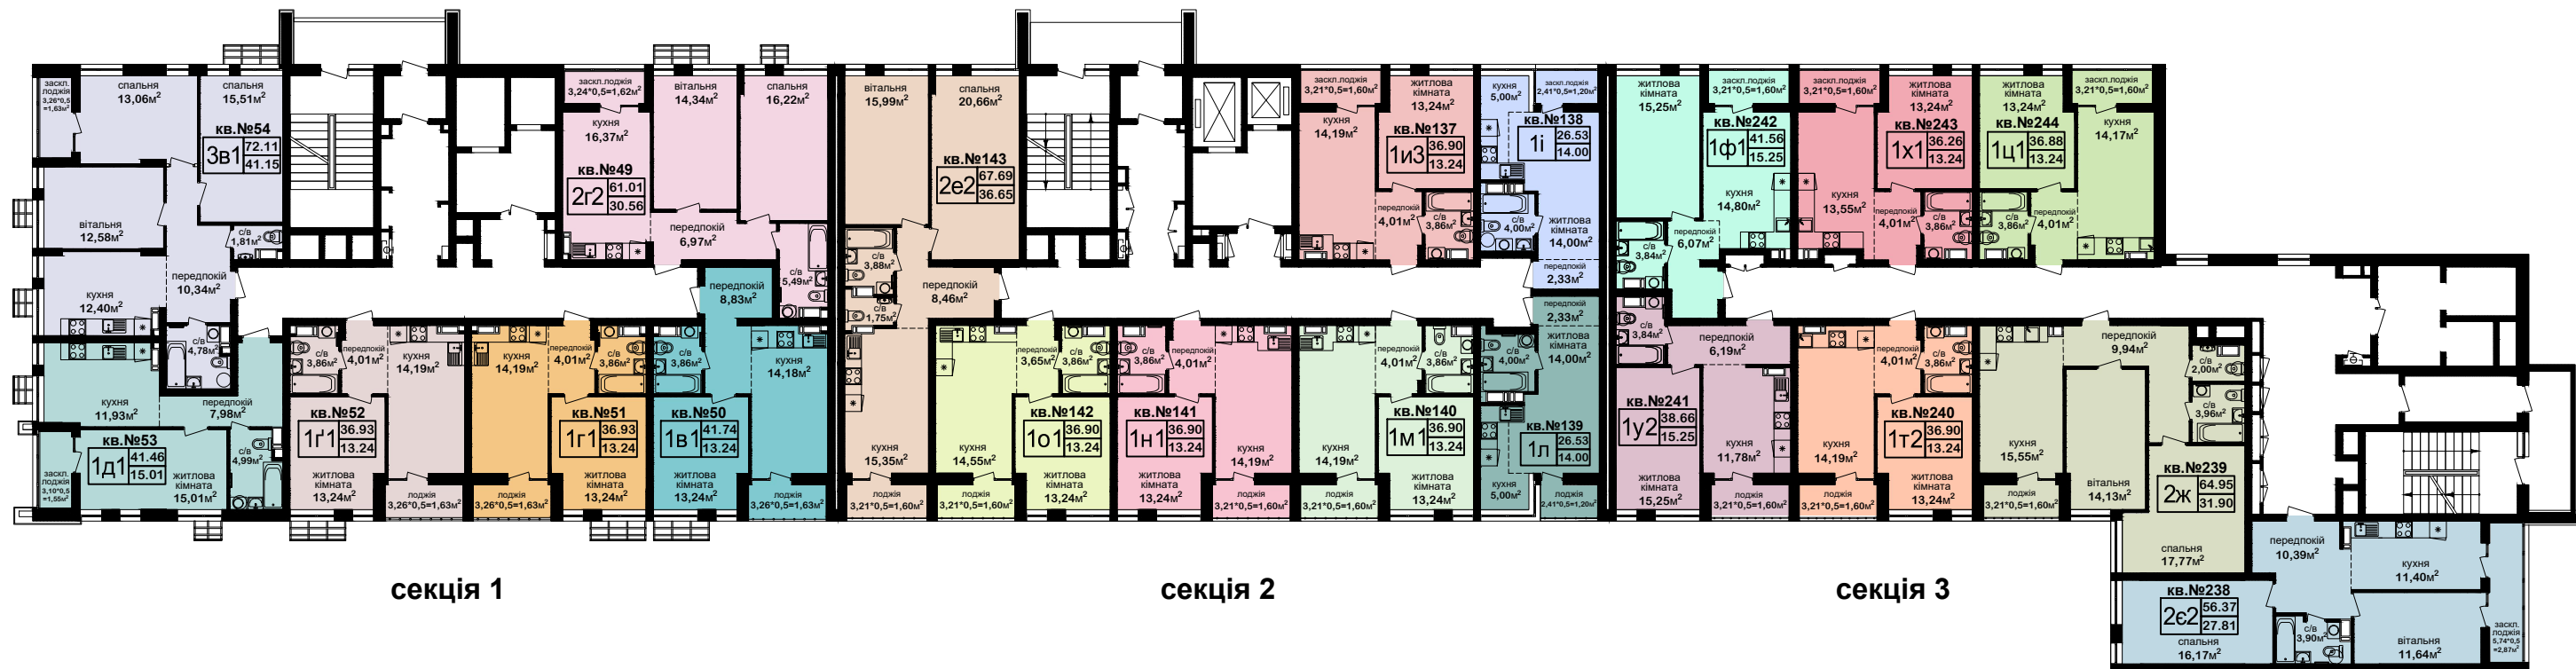 заскл.
лоджія
3,26*0,5
=1,63м²
спальня
13,06м²
спальня
15,51м²
кв.№54
3в1
72.11
41.15
вітальня
12,58м²
с/в
1,81м²
кухня
12,40м²
передпокій
10,34м²
с/в
4,78м²
кухня
11,93м²
передпокій
7,98м²
кв.№53
1д1
41.46
15.01
заскл.
лоджія
3,10*0,5
=1,55м²
житлова
кімната
15,01м²
с/в
4,99м²
с/в
3,86м²
передпокій
4,01м²
кухня
14,19м²
кв.№52
1ґ1
36.93
13.24
житлова
кімната
13,24м²
лоджія
3,26*0,5=1,63м²
кухня
14,19м²
передпокій
4,01м²
с/в
3,86м²
кв.№51
1г1
36.93
13.24
лоджія
3,26*0,5=1,63м²
житлова
кімната
13,24м²
заскл.лоджія
3,24*0,5=1,62м²
вітальня
14,34м²
спальня
16,22м²
кухня
16,37м²
кв.№49
2г2
61.01
30.56
передпокій
6,97м²
с/в
5,49м²
передпокій
8,83м²
с/в
3,86м²
кухня
14,18м²
кв.№50
1в1
41.74
13.24
житлова
кімната
13,24м²
лоджія
3,26*0,5=1,63м²
секція 1
вітальня
15,99м²
спальня
20,66м²
кв.№143
2е2
67.69
36.65
с/в
3,88м²
с/в
1,75м²
передпокій
8,46м²
кухня
15,35м²
лоджія
3,21*0,5=1,60м²
передпокій
3,65м²
с/в
3,86м²
кв.№142
1о1
36.90
13.24
кухня
14,55м²
житлова
кімната
13,24м²
лоджія
3,21*0,5=1,60м²
с/в
3,86м²
передпокій
4,01м²
кв.№141
1н1
36.90
13.24
житлова
кімната
13,24м²
кухня
14,19м²
лоджія
3,21*0,5=1,60м²
передпокій
4,01м²
с/в
3,86м²
кв.№140
1м1
36.90
13.24
кухня
14,19м²
житлова
кімната
13,24м²
лоджія
3,21*0,5=1,60м²
заскл.лоджія
3,21*0,5=1,60м²
житлова
кімната
13,24м²
кухня
14,19м²
кв.№137
1и3
36.90
13.24
передпокій
4,01м²
с/в
3,86м²
кухня
5,00м²
заскл.лоджія
2,41*0,5=1,20м²
кв.№138
1і
26.53
14.00
с/в
4,00м²
житлова
кімната
14,00м²
передпокій
2,33м²
передпокій
2,33м²
житлова
кімната
14,00м²
с/в
4,00м²
кв.№139
1л
26.53
14.00
кухня
5,00м²
лоджія
2,41*0,5=1,20м²
секція 2
житлова
кімната
15,25м²
заскл.лоджія
3,21*0,5=1,60м²
кв.№242
1ф1
41.56
15.25
кухня
14,80м²
передпокій
6,07м²
с/в
3,84м²
заскл.лоджія
3,21*0,5=1,60м²
житлова
кімната
13,24м²
кв.№243
1х1
36.26
13.24
кухня
13,55м²
передпокій
4,01м²
с/в
3,86м²
житлова
кімната
13,24м²
заскл.лоджія
3,21*0,5=1,60м²
кв.№244
1ц1
36.88
13.24
кухня
14,17м²
с/в
3,86м²
передпокій
4,01м²
с/в
3,84м²
передпокій
6,19м²
кв.№241
1у2
38.66
15.25
кухня
11,78м²
житлова
кімната
15,25м²
лоджія
3,21*0,5=1,60м²
передпокій
4,01м²
с/в
3,86м²
кв.№240
1т2
36.90
13.24
кухня
14,19м²
житлова
кімната
13,24м²
лоджія
3,21*0,5=1,60м²
передпокій
9,94м²
с/в
2,00м²
с/в
3,96м²
кухня
15,55м²
вітальня
14,13м²
кв.№239
2ж
64.95
31.90
лоджія
3,21*0,5=1,60м²
спальня
17,77м²
передпокій
10,39м²
кухня
11,40м²
кв.№238
2є2
56.37
27.81
спальня
16,17м²
с/в
3,90м²
вітальня
11,64м²
заскл.
лоджія
5,74*0,5
=2,87м²
секція 3